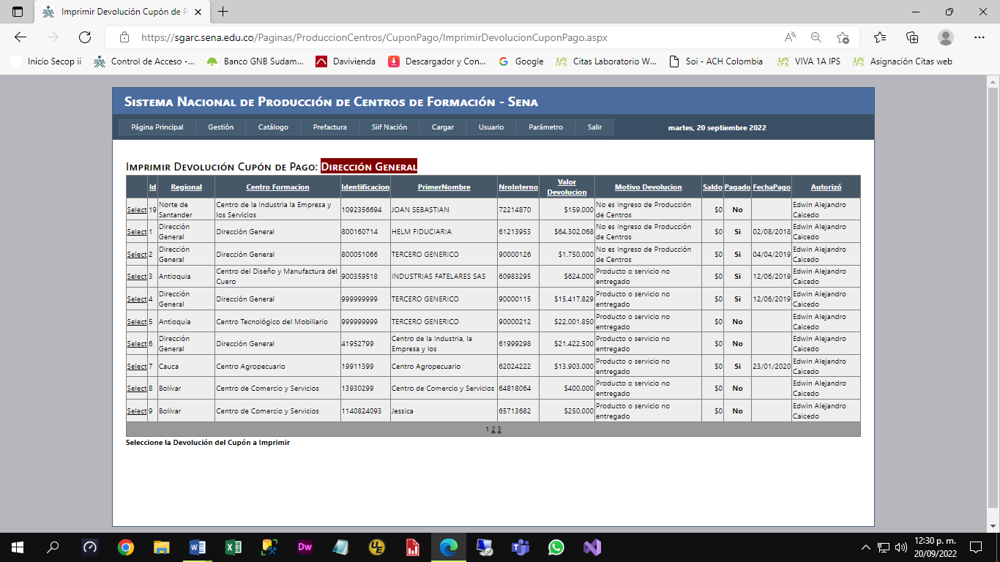 Imprimir Devolución Cupón de P
https://sgarc.sena.edu.co/Paginas/ProduccionCentros/CuponPago/ImprimirDevolucionCuponPago.aspx
Inicio Secop ii Control de Acceso -... Banco GNB Sudam... Davivienda Descargador y Con... Google Citas Laboratorio W... Soi - ACH Colombia VIVA 1A IPS Asignación Citas web
Sistema Nacional de Producción de Centros de Formación - Sena
Página Principal Gestión Catálogo Prefactura Siif Nación Cargar Usuario Parámetro Salir martes, 20 septiembre 2022
Imprimir Devolución Cupón de Pago: Dirección General
Id Regional Centro Formacion Identificacion PrimerNombre NroInterno Valor Devolucion Motivo Devolucion Saldo Pagado FechaPago Autorizó
Select 19 Norte de Santander Centro de la Industria la Empresa y los Servicios 1092356694 JOAN SEBASTIAN 72214870 $159.000 No es Ingreso de Producción de Centros $0 No Edwin Alejandro Caicedo
Select 1 Dirección General Dirección General 800160714 HELM FIDUCIARIA 61213953 $64.302.068 No es Ingreso de Producción de Centros $0 Si 02/08/2018 Edwin Alejandro Caicedo
Select 2 Dirección General Dirección General 800051066 TERCERO GENERICO 90000126 $1.750.000 No es Ingreso de Producción de Centros $0 Si 04/04/2019 Edwin Alejandro Caicedo
Select 3 Antioquia Centro del Diseño y Manufactura del Cuero 900359518 INDUSTRIAS FATELARES SAS 60983295 $624.000 Producto o servicio no entregado $0 Si 12/06/2019 Edwin Alejandro Caicedo
Select 4 Dirección General Dirección General 999999999 TERCERO GENERICO 90000115 $15.417.829 Producto o servicio no entregado $0 Si 12/06/2019 Edwin Alejandro Caicedo
Select 5 Antioquia Centro Tecnológico del Mobiliario 999999999 TERCERO GENERICO 90000212 $22.001.850 Producto o servicio no entregado $0 No Edwin Alejandro Caicedo
Select 6 Dirección General Dirección General 41952799 Centro de la Industria, la Empresa y los 61999298 $21.422.500 Producto o servicio no entregado $0 No Edwin Alejandro Caicedo
Select 7 Cauca Centro Agropecuario 19911399 Centro Agropecuario 62024222 $13.903.000 Producto o servicio no entregado $0 Si 23/01/2020 Edwin Alejandro Caicedo
Select 8 Bolívar Centro de Comercio y Servicios 13930299 Centro de Comercio y Servicios 64818064 $400.000 Producto o servicio no entregado $0 No Edwin Alejandro Caicedo
Select 9 Bolívar Centro de Comercio y Servicios 1140824093 Jessica 65713682 $250.000 Producto o servicio no entregado $0 No Edwin Alejandro Caicedo
1 2 3
Seleccione la Devolución del Cupón a Imprimir
12:30 p. m.
20/09/2022